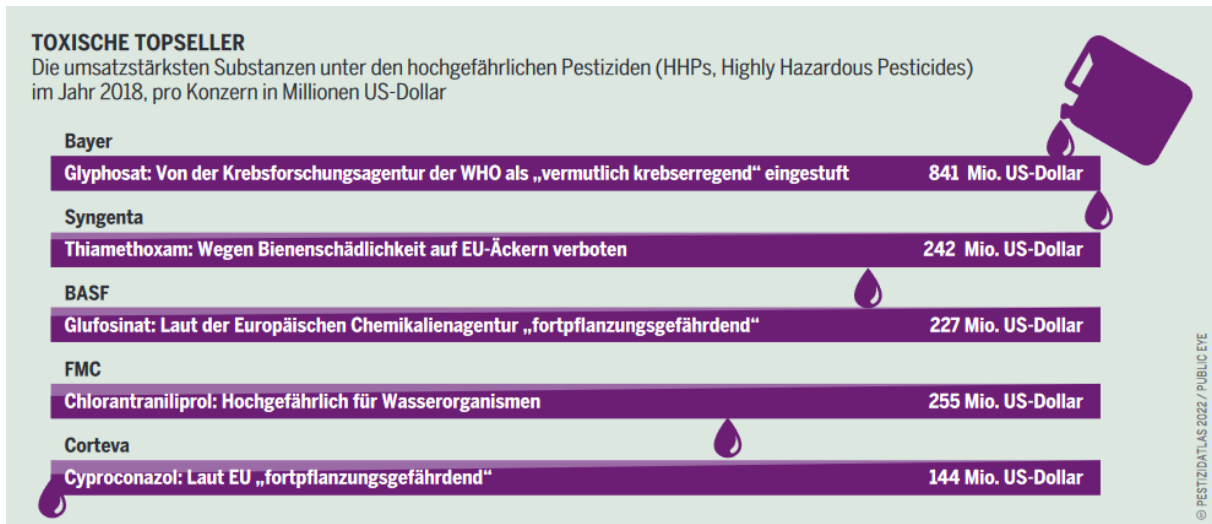 TOXISCHE TOPSELLER
Die umsatzstärksten Substanzen unter den hochgefährlichen Pestiziden (HHPs, Highly Hazardous Pesticides)
im Jahr 2018, pro Konzern in Millionen US-Dollar
Bayer
Glyphosat: Von der Krebsforschungsagentur der WHO als „vermutlich krebserregend“ eingestuft 841 Mio. US-Dollar
Syngenta
Thiamethoxam: Wegen Bienenschädlichkeit auf EU-Äckern verboten 242 Mio. US-Dollar
BASF
Glufosinat: Laut der Europäischen Chemikalienagentur „fortpflanzungsgefährdend“ 227 Mio. US-Dollar
FMC
Chlorantraniliprol: Hochgefährlich für Wasserorganismen 255 Mio. US-Dollar
Corteva
Cyproconazol: Laut EU „fortpflanzungsgefährdend“ 144 Mio. US-Dollar
© PESTIZIDATLAS 2022 / PUBLIC EYE